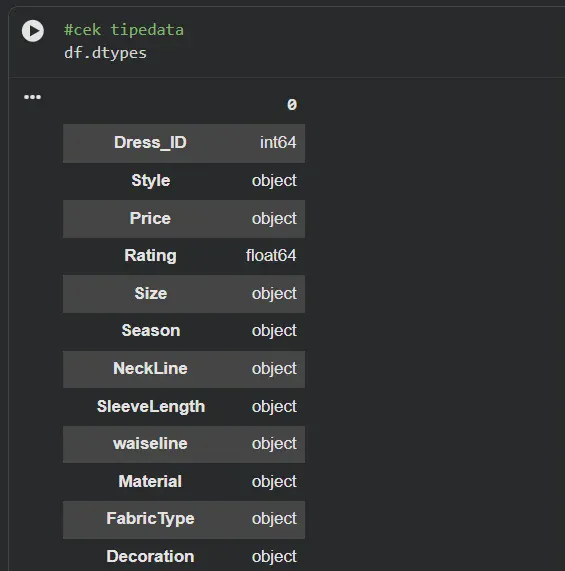 #cek tipedata
df.dtypes
0
Dress_ID int64
Style object
Price object
Rating float64
Size object
Season object
NeckLine object
SleeveLength object
waiseline object
Material object
FabricType object
Decoration object